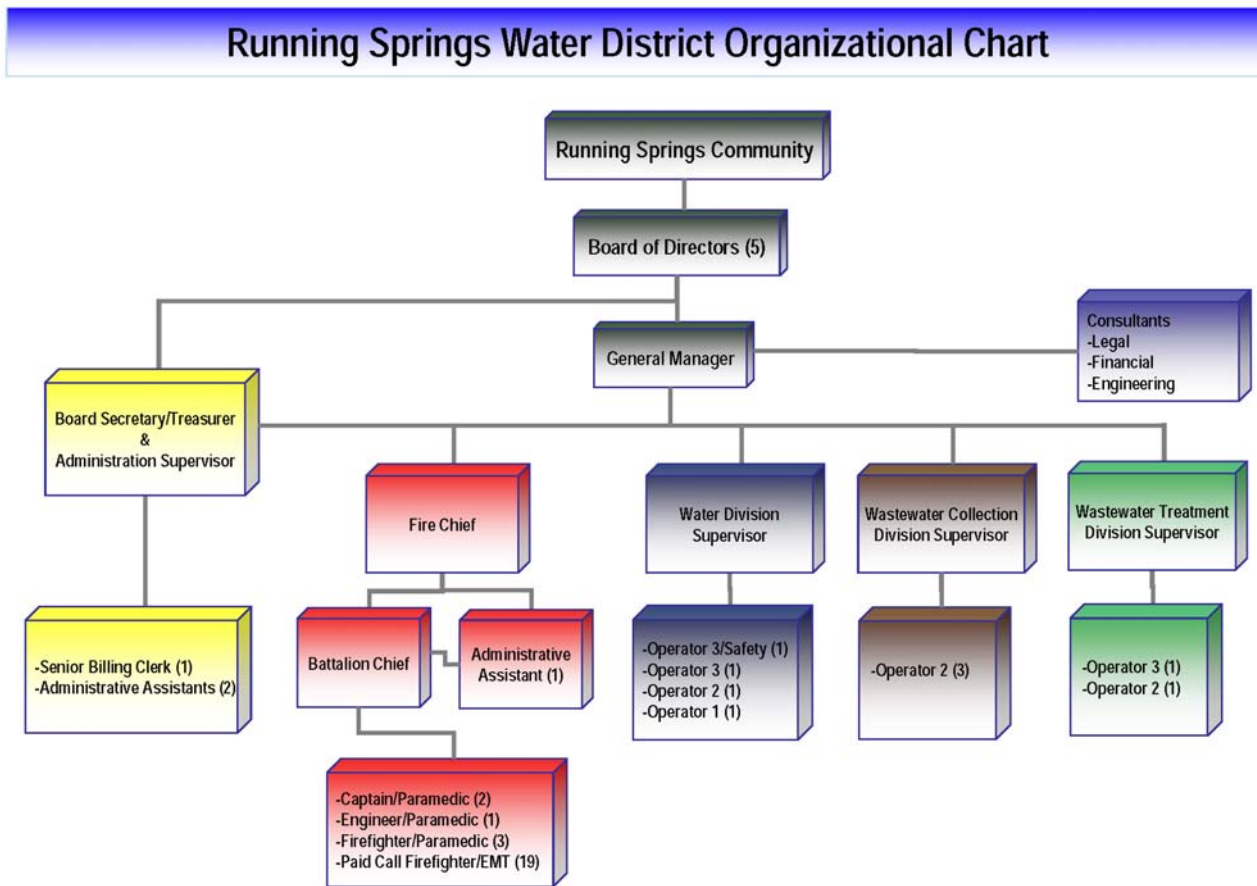 Running Springs Water District Organizational Chart
Running Springs Community
Board of Directors (5)
General Manager
Consultants
-Legal
-Financial
-Engineering
Board Secretary/Treasurer
&
Administration Supervisor
Fire Chief
Water Division
Supervisor
Wastewater Collection
Division Supervisor
Wastewater Treatment
Division Supervisor
-Senior Billing Clerk (1)
-Administrative Assistants (2)
Battalion Chief
Administrative
Assistant (1)
-Operator 3/Safety (1)
-Operator 3 (1)
-Operator 2 (1)
-Operator 1 (1)
-Operator 2 (3)
-Operator 3 (1)
-Operator 2 (1)
-Captain/Paramedic (2)
-Engineer/Paramedic (1)
-Firefighter/Paramedic (3)
-Paid Call Firefighter/EMT (19)